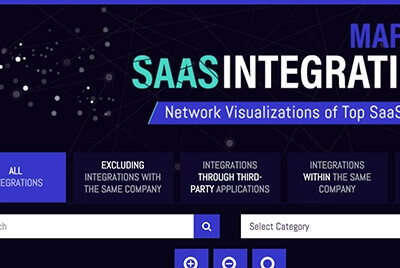 MAP
SAAS INTEGRATI
Network Visualizations of Top SaaS
ALL
EGRATIONS
EXCLUDING
INTEGRATIONS WITH
THE SAME COMPANY
INTEGRATIONS
THROUGH THIRD-
PARTY APPLICATIONS
INTEGRATIONS
WITHIN THE SAME
COMPANY
ch
Select Category